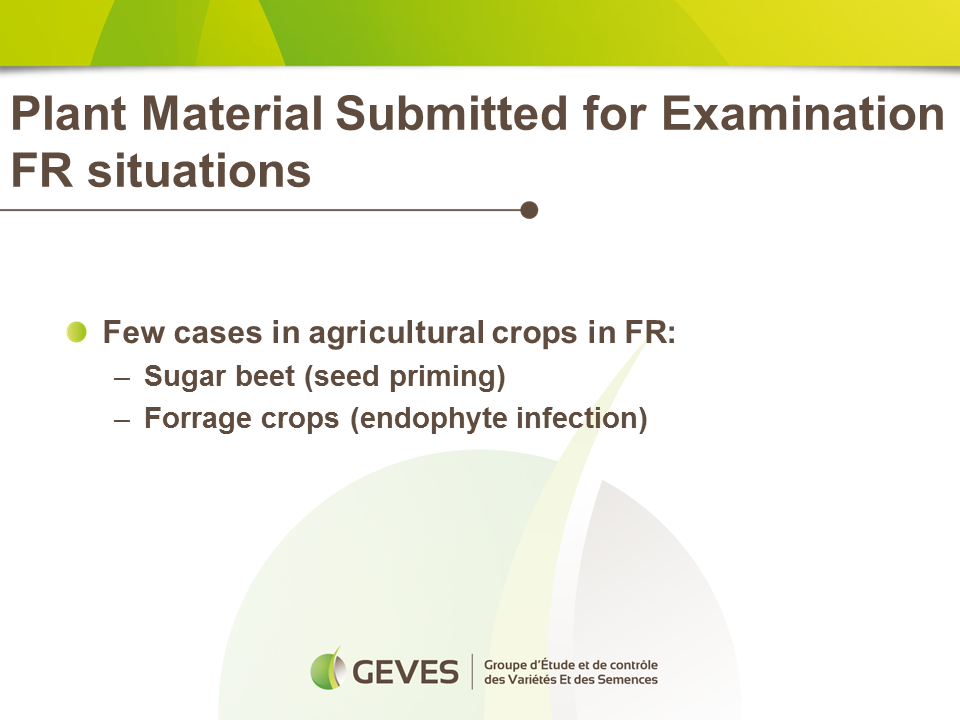 Plant Material Submitted for Examination
FR situations
Few cases in agricultural crops in FR:
– Sugar beet (seed priming)
– Forrage crops (endophyte infection)
GEVES
Groupe d'Étude et de contrôle
des Variétés Et des Semences